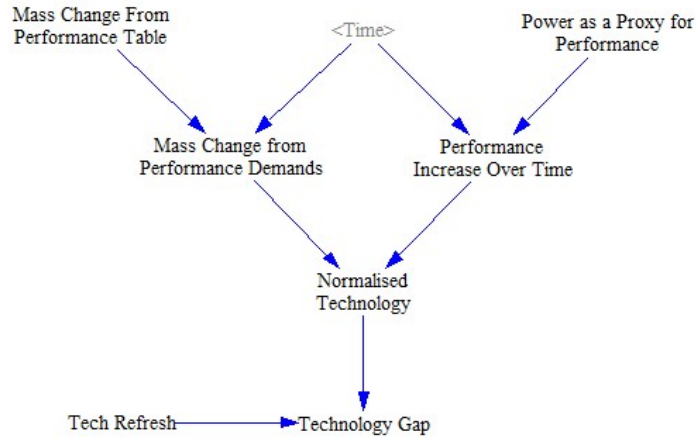 Mass Change From
Performance Table
<Time>
Power as a Proxy for
Performance
Mass Change from
Performance Demands
Performance
Increase Over Time
Normalised
Technology
Tech Refresh
Technology Gap